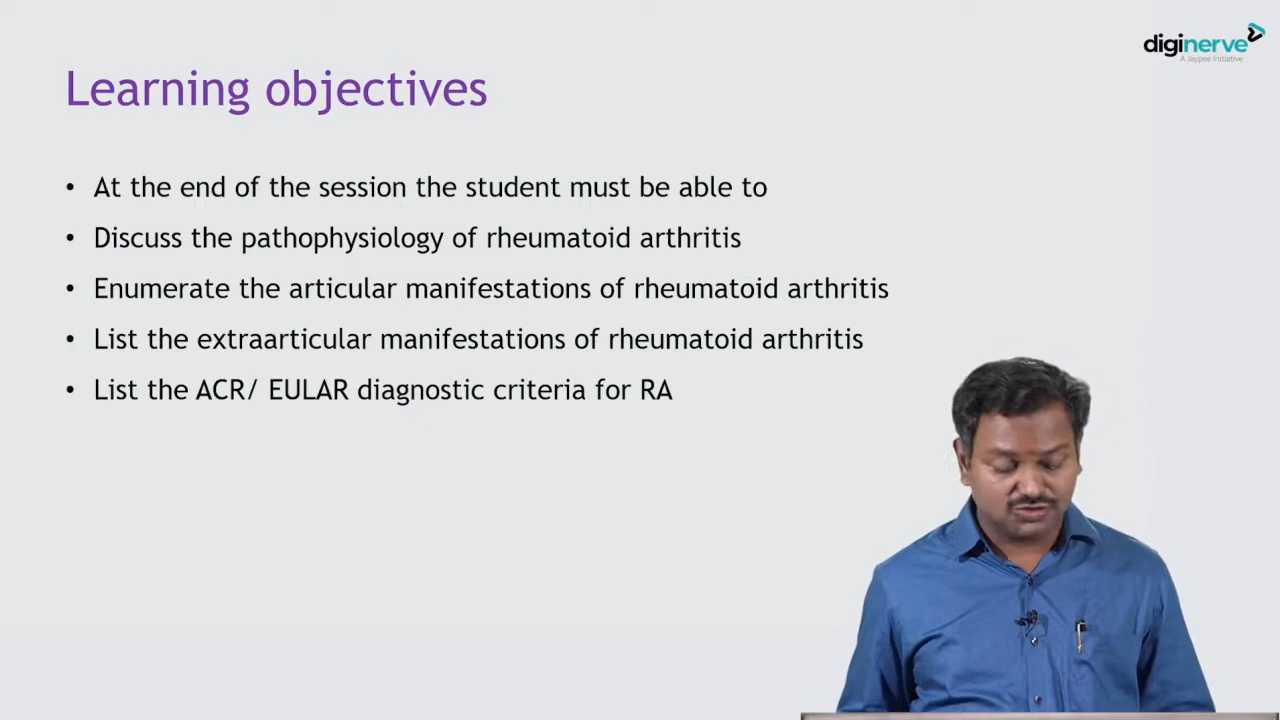 diginerve
A Jaypee Initiative
Learning objectives
• At the end of the session the student must be able to
• Discuss the pathophysiology of rheumatoid arthritis
• Enumerate the articular manifestations of rheumatoid arthritis
• List the extraarticular manifestations of rheumatoid arthritis
• List the ACR/ EULAR diagnostic criteria for RA